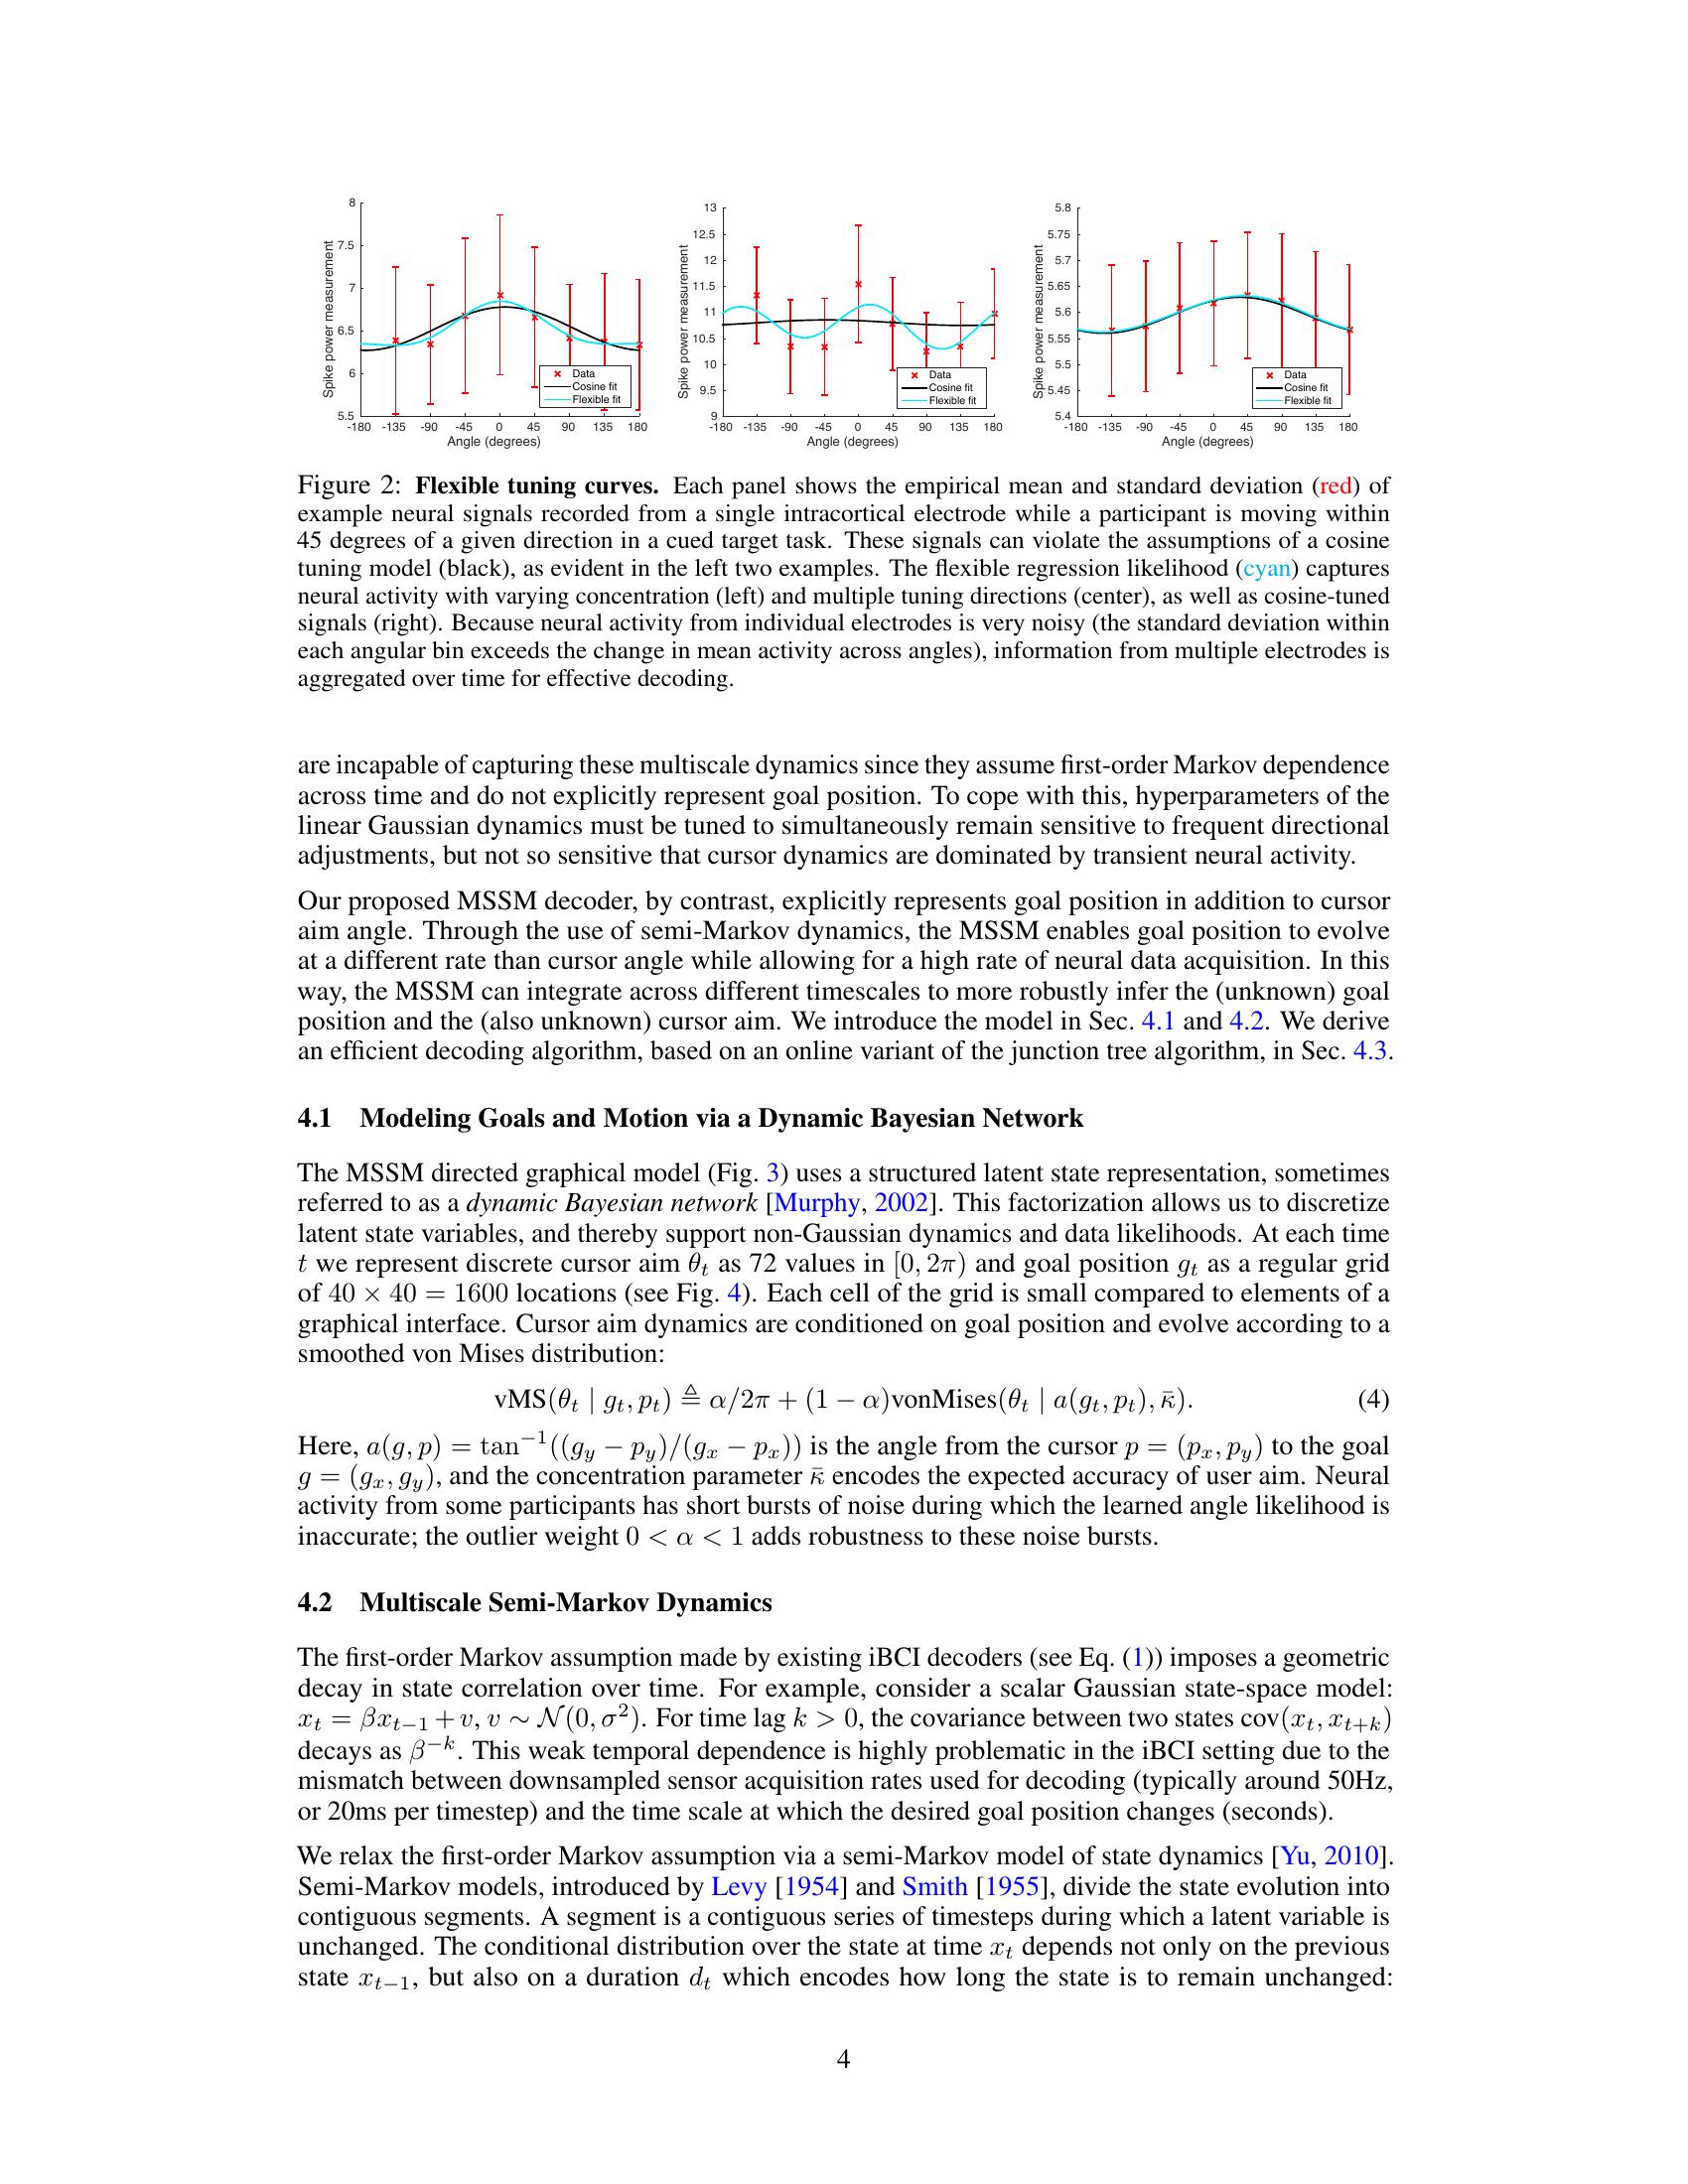 8
7.5
7
6.5
6
5.5
Spike power measurement
-180 -135 -90 -45 0 45 90 135 180
Angle (degrees)
Data
Cosine fit
Flexible fit
13
12.5
12
11.5
11
10.5
10
9.5
9
Spike power measurement
-180 -135 -90 -45 0 45 90 135 180
Angle (degrees)
Data
Cosine fit
Flexible fit
5.8
5.75
5.7
5.65
5.6
5.55
5.5
5.45
5.4
Spike power measurement
-180 -135 -90 -45 0 45 90 135 180
Angle (degrees)
Data
Cosine fit
Flexible fit
Figure 2: Flexible tuning curves. Each panel shows the empirical mean and standard deviation (red) of
example neural signals recorded from a single intracortical electrode while a participant is moving within
45 degrees of a given direction in a cued target task. These signals can violate the assumptions of a cosine
tuning model (black), as evident in the left two examples. The flexible regression likelihood (cyan) captures
neural activity with varying concentration (left) and multiple tuning directions (center), as well as cosine-tuned
signals (right). Because neural activity from individual electrodes is very noisy (the standard deviation within
each angular bin exceeds the change in mean activity across angles), information from multiple electrodes is
aggregated over time for effective decoding.
are incapable of capturing these multiscale dynamics since they assume first-order Markov dependence
across time and do not explicitly represent goal position. To cope with this, hyperparameters of the
linear Gaussian dynamics must be tuned to simultaneously remain sensitive to frequent directional
adjustments, but not so sensitive that cursor dynamics are dominated by transient neural activity.
Our proposed MSSM decoder, by contrast, explicitly represents goal position in addition to cursor
aim angle. Through the use of semi-Markov dynamics, the MSSM enables goal position to evolve
at a different rate than cursor angle while allowing for a high rate of neural data acquisition. In this
way, the MSSM can integrate across different timescales to more robustly infer the (unknown) goal
position and the (also unknown) cursor aim. We introduce the model in Sec. 4.1 and 4.2. We derive
an efficient decoding algorithm, based on an online variant of the junction tree algorithm, in Sec. 4.3.
4.1 Modeling Goals and Motion via a Dynamic Bayesian Network
The MSSM directed graphical model (Fig. 3) uses a structured latent state representation, sometimes
referred to as a dynamic Bayesian network [Murphy, 2002]. This factorization allows us to discretize
latent state variables, and thereby support non-Gaussian dynamics and data likelihoods. At each time
t we represent discrete cursor aim θ_t as 72 values in [0, 2π) and goal position g_t as a regular grid
of 40 × 40 = 1600 locations (see Fig. 4). Each cell of the grid is small compared to elements of a
graphical interface. Cursor aim dynamics are conditioned on goal position and evolve according to a
smoothed von Mises distribution:
vMS(θ_t | g_t, p_t) ≜ α/2π + (1 − α)vonMises(θ_t | a(g_t, p_t), κ̄). (4)
Here, a(g, p) = tan⁻¹((g_y − p_y)/(g_x − p_x)) is the angle from the cursor p = (p_x, p_y) to the goal
g = (g_x, g_y), and the concentration parameter κ̄ encodes the expected accuracy of user aim. Neural
activity from some participants has short bursts of noise during which the learned angle likelihood is
inaccurate; the outlier weight 0 < α < 1 adds robustness to these noise bursts.
4.2 Multiscale Semi-Markov Dynamics
The first-order Markov assumption made by existing iBCI decoders (see Eq. (1)) imposes a geometric
decay in state correlation over time. For example, consider a scalar Gaussian state-space model:
x_t = βx_{t−1} + v, v ∼ N(0, σ²). For time lag k > 0, the covariance between two states cov(x_t, x_{t+k})
decays as β^{−k}. This weak temporal dependence is highly problematic in the iBCI setting due to the
mismatch between downsampled sensor acquisition rates used for decoding (typically around 50Hz,
or 20ms per timestep) and the time scale at which the desired goal position changes (seconds).
We relax the first-order Markov assumption via a semi-Markov model of state dynamics [Yu, 2010].
Semi-Markov models, introduced by Levy [1954] and Smith [1955], divide the state evolution into
contiguous segments. A segment is a contiguous series of timesteps during which a latent variable is
unchanged. The conditional distribution over the state at time x_t depends not only on the previous
state x_{t−1}, but also on a duration d_t which encodes how long the state is to remain unchanged:
4